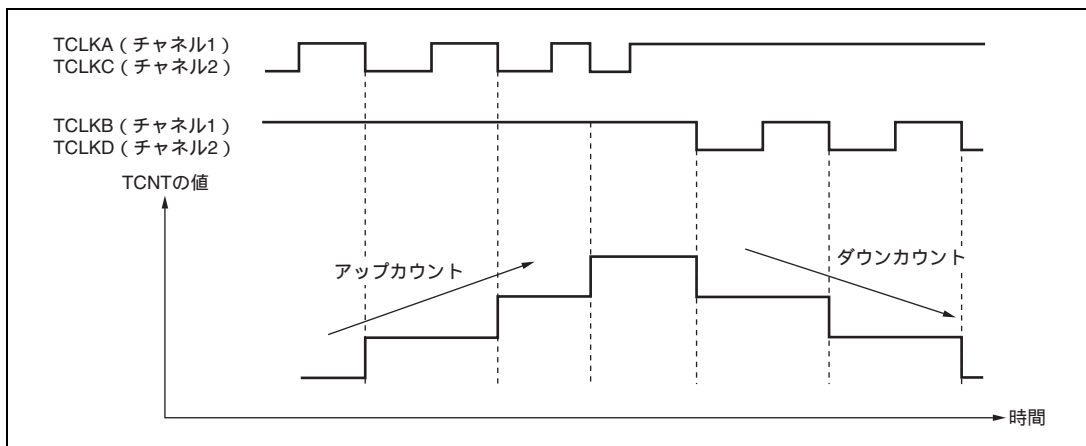 TCLKA（チャネル1）
TCLKC（チャネル2）
TCLKB（チャネル1）
TCLKD（チャネル2）
TCNTの値
アップカウント
ダウンカウント
時間